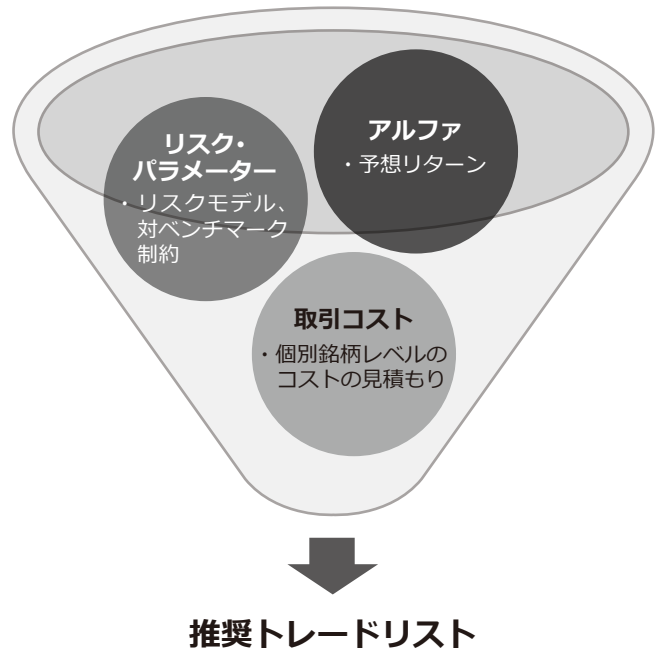 リスク・
パラメーター
・リスクモデル、
対ベンチマーク
制約
アルファ
・予想リターン
取引コスト
・個別銘柄レベルの
コストの見積もり
推奨トレードリスト